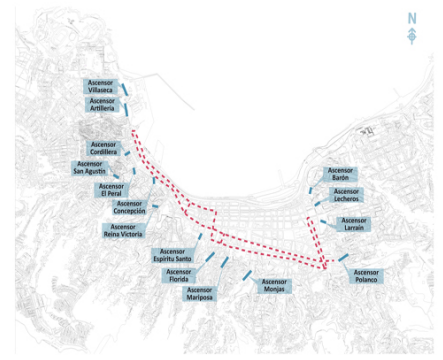 N
Ascensor
Villaseca
Ascensor
Artillería
Ascensor
Cordillera
Ascensor
San Agustín
Ascensor
El Peral
Ascensor
Concepción
Ascensor
Reina Victoria
Ascensor
Espíritu Santo
Ascensor
Florida
Ascensor
Mariposa
Ascensor
Monjas
Ascensor
Barón
Ascensor
Lecheros
Ascensor
Larraín
Ascensor
Polanco